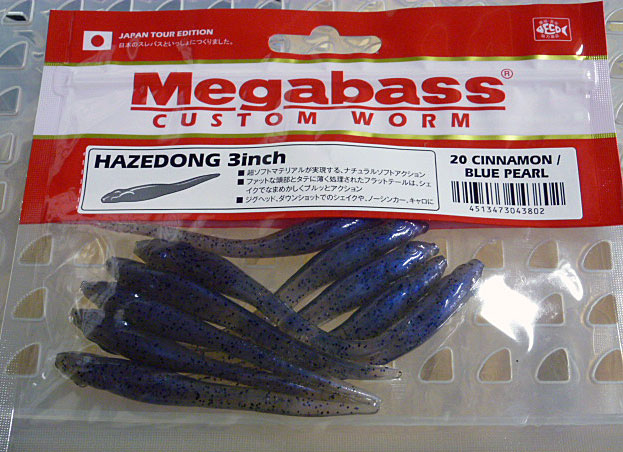 JAPAN TOUR EDITION
日本のスレバスといっしょにつくりました。
Megabass®
CUSTOM WORM
HAZEDONG 3inch
■超ソフトマテリアルが実現する、ナチュラルソフトアクション
■ファットな頭部とタテに薄く処理されたフラットテールは、シェ
イクでなまめかしくプルッとアクション
■ジグヘッド、ダウンショットでのシェイクや、ノーシンカー、キャロに
20 CINNAMON /
BLUE PEARL
4513473043802